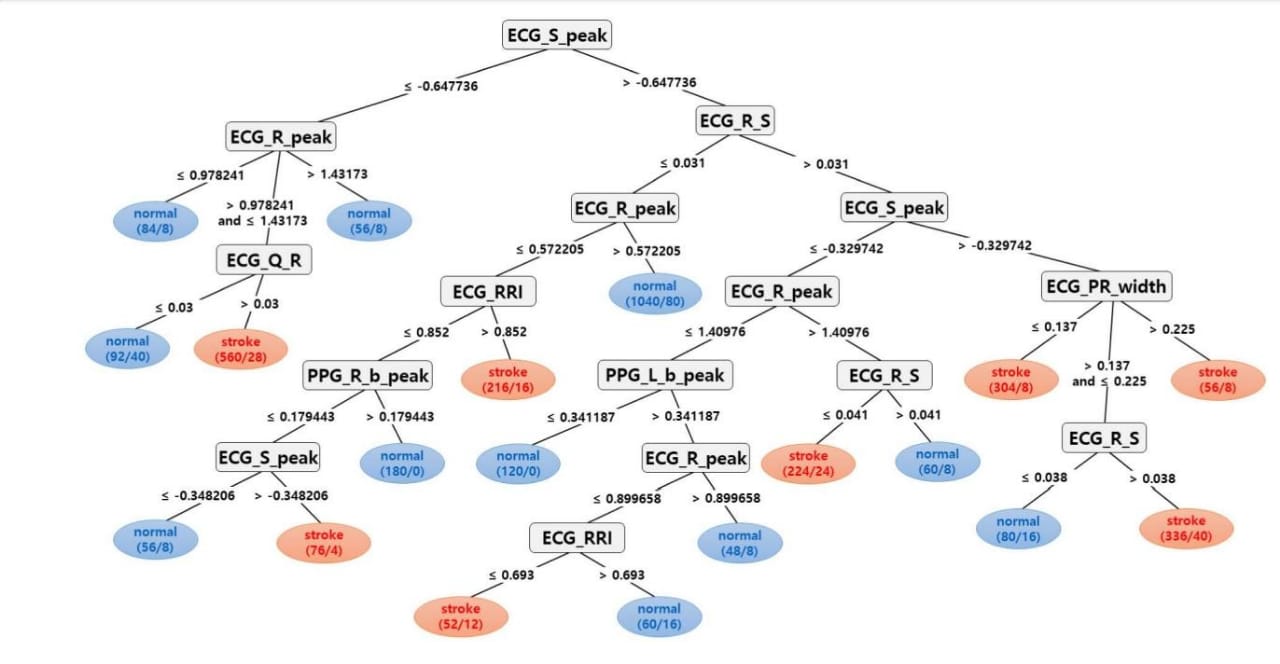 ECG_S_peak
≤ -0.647736
> -0.647736
ECG_R_peak
ECG_R_S
≤ 0.978241
> 0.978241
and ≤ 1.43173
> 1.43173
≤ 0.031
> 0.031
normal
(84/8)
normal
(56/8)
ECG_R_peak
ECG_S_peak
ECG_Q_R
≤ 0.572205
> 0.572205
≤ -0.329742
> -0.329742
≤ 0.03
> 0.03
ECG_RRI
normal
(1040/80)
ECG_R_peak
ECG_PR_width
normal
(92/40)
stroke
(560/28)
≤ 0.852
> 0.852
≤ 1.40976
> 1.40976
≤ 0.137
> 0.137
and ≤ 0.225
> 0.225
PPG_R_b_peak
stroke
(216/16)
PPG_L_b_peak
ECG_R_S
stroke
(304/8)
stroke
(56/8)
≤ 0.179443
> 0.179443
≤ 0.341187
> 0.341187
≤ 0.041
> 0.041
ECG_R_S
ECG_S_peak
normal
(180/0)
normal
(120/0)
ECG_R_peak
stroke
(224/24)
normal
(60/8)
≤ 0.038
> 0.038
≤ -0.348206
> -0.348206
≤ 0.899658
> 0.899658
normal
(56/8)
stroke
(76/4)
ECG_RRI
normal
(48/8)
normal
(80/16)
stroke
(336/40)
≤ 0.693
> 0.693
stroke
(52/12)
normal
(60/16)